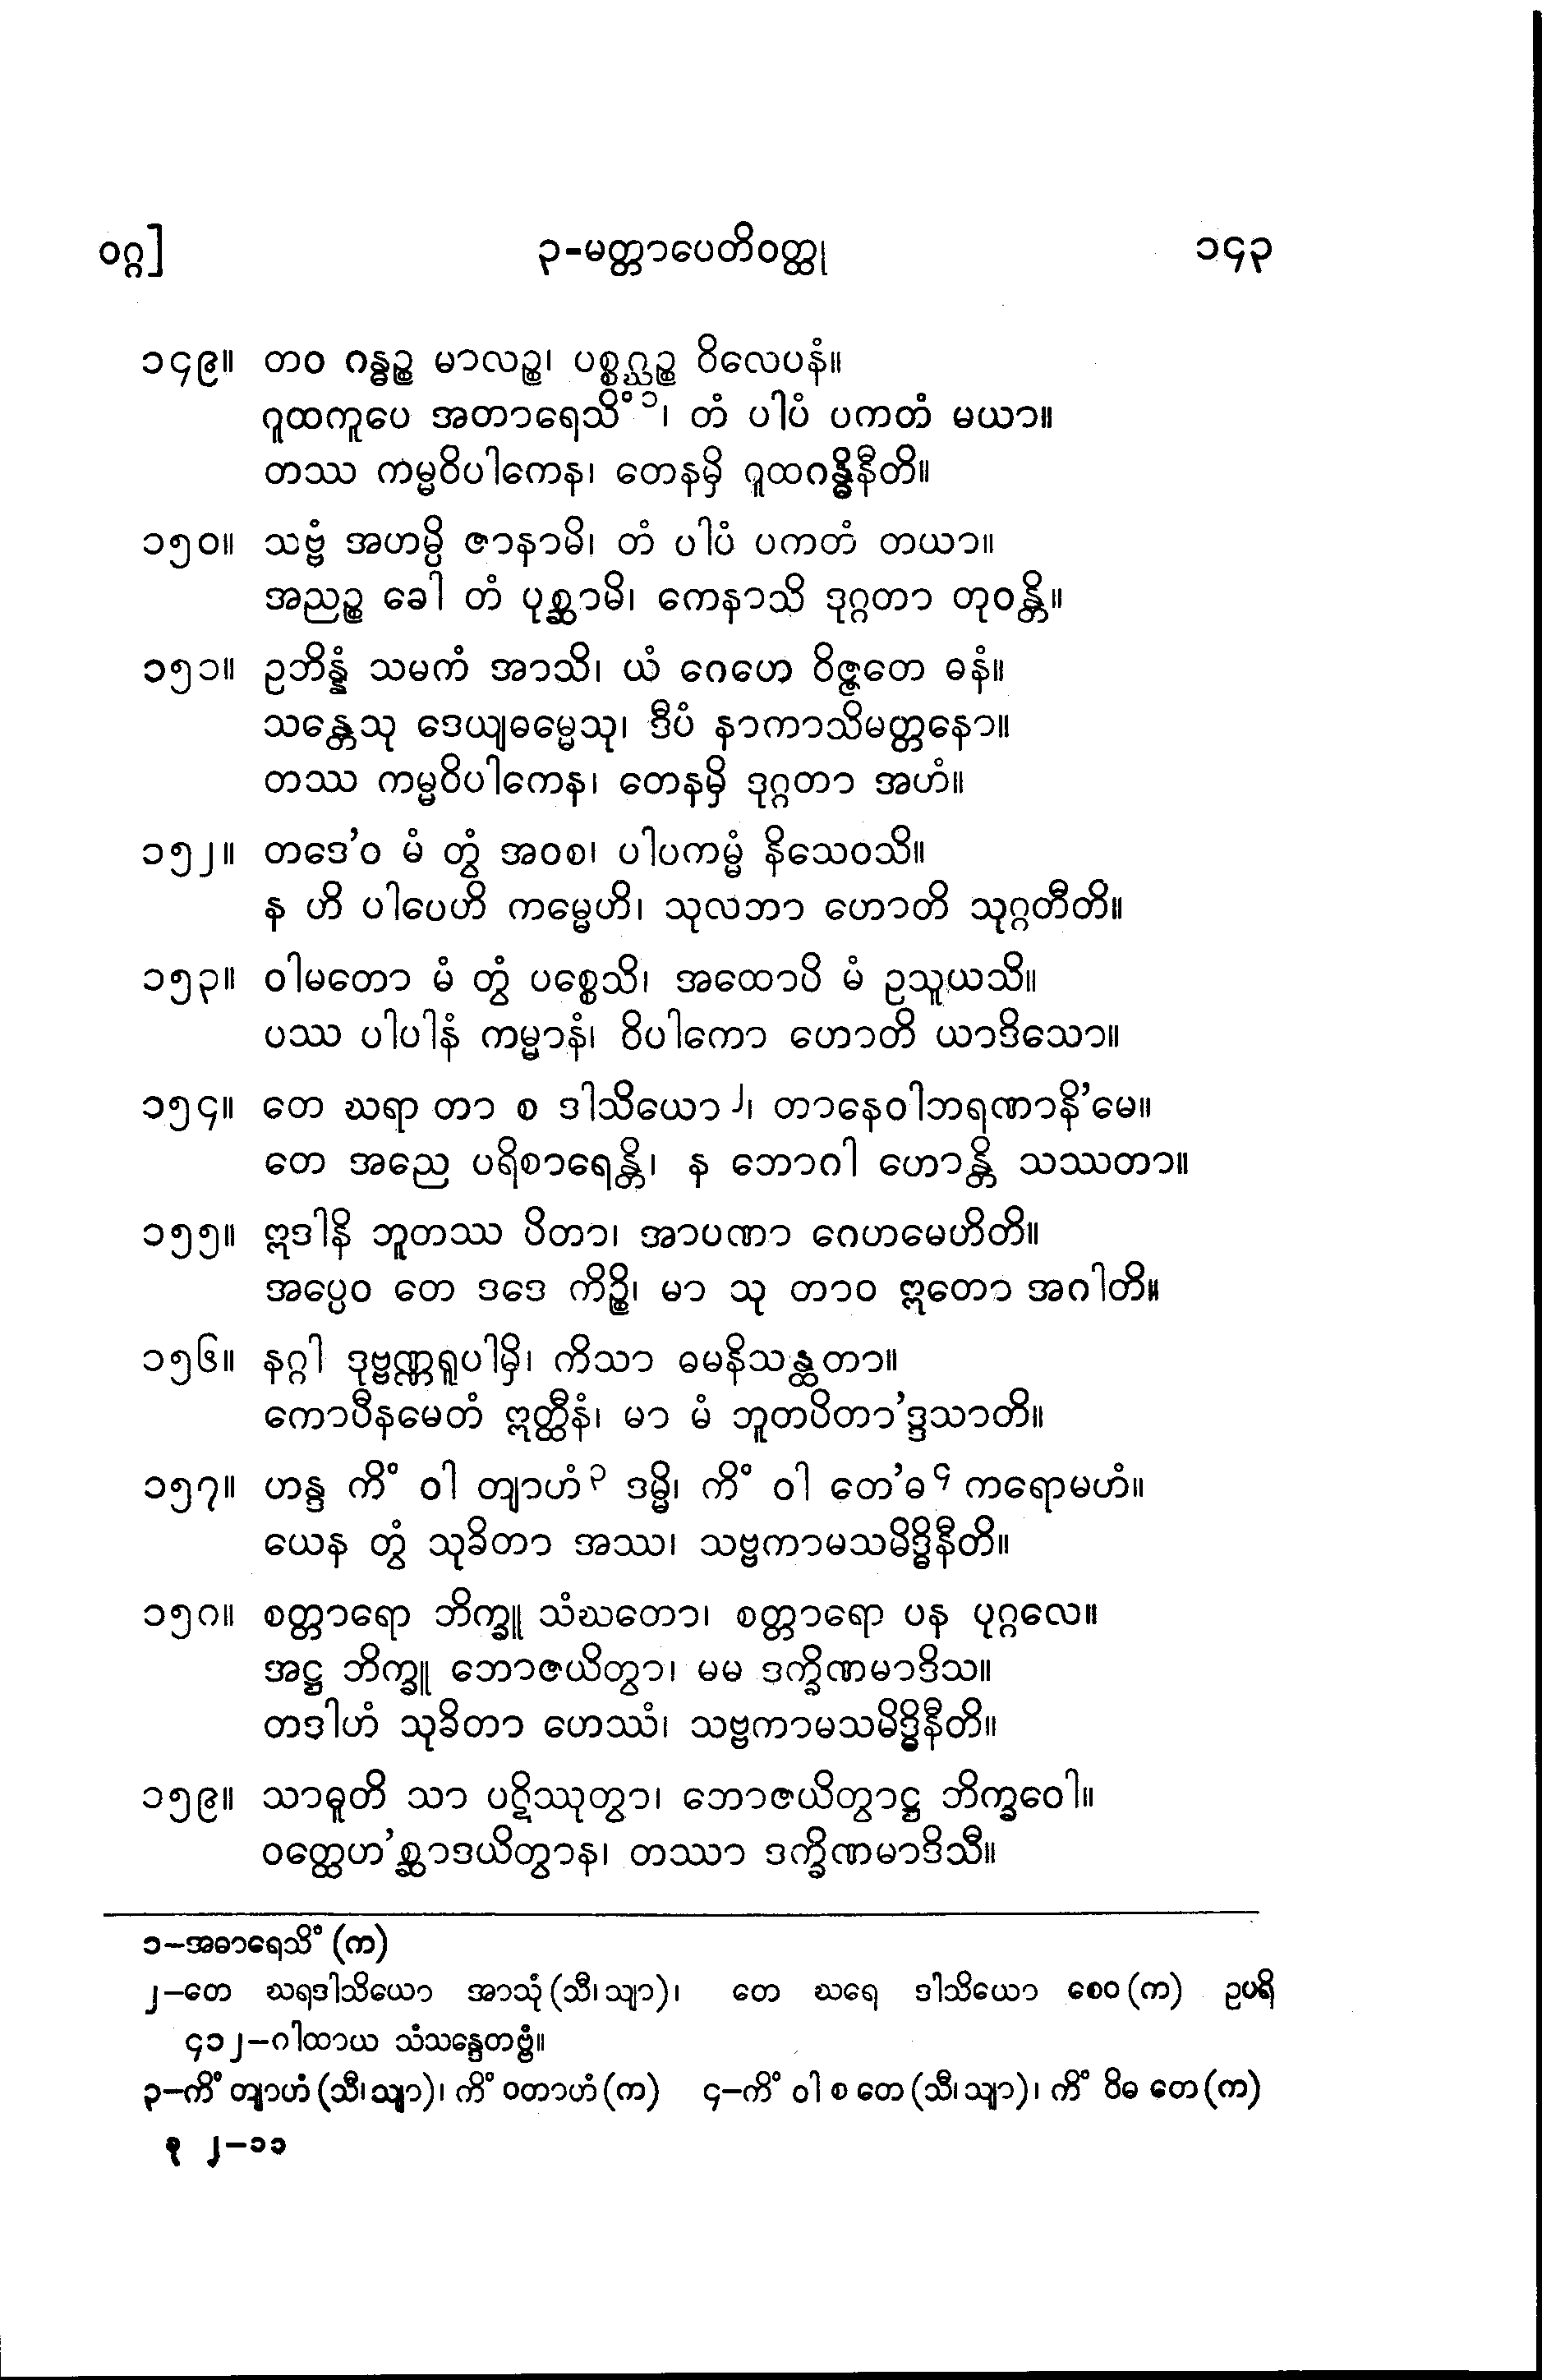 ဝဂ္ဂ] ၃-မတ္တာပေတိဝတ္ထု ၁၄၃
၁၄၉။ တဝ ဂန္ဓဉ္စ မာလဉ္စ၊ ပစ္စဂ္ဃဉ္စ ဝိလေပနံ။
ဂူထကူပေ အတာရေသိံ ၁၊ တံ ပါပံ ပကတံ မယာ။
တဿ ကမ္မဝိပါကေန၊ တေနမှိ ဂူထဂန္ဓိနီတိ။
၁၅၀။ သဗ္ဗံ အဟမ္ပိ ဇာနာမိ၊ တံ ပါပံ ပကတံ တယာ။
အညဉ္စ ခေါ တံ ပုစ္ဆာမိ၊ ကေနာသိ ဒုဂ္ဂတာ တုဝန္တိ။
၁၅၁။ ဥဘိန္နံ သမကံ အာသိ၊ ယံ ဂေဟေ ဝိဇ္ဇတေ ဓနံ။
သန္တေသု ဒေယျဓမ္မေသု၊ ဒီပံ နာကာသိမတ္တနော။
တဿ ကမ္မဝိပါကေန၊ တေနမှိ ဒုဂ္ဂတာ အဟံ။
၁၅၂။ တဒေ’ဝ မံ တွံ အဝစ၊ ပါပကမ္မံ နိသေဝသိ။
န ဟိ ပါပေဟိ ကမ္မေဟိ၊ သုလဘာ ဟောတိ သုဂ္ဂတီတိ။
၁၅၃။ ဝါမတော မံ တွံ ပစ္စေသိ၊ အထောပိ မံ ဥသူယသိ။
ပဿ ပါပါနံ ကမ္မာနံ၊ ဝိပါကော ဟောတိ ယာဒိသော။
၁၅၄။ တေ ဃရာ တာ စ ဒါသိယော ၂၊ တာနေဝါဘရဏာနိ’မေ။
တေ အညေ ပရိစာရေန္တိ၊ န ဘောဂါ ဟောန္တိ သဿတာ။
၁၅၅။ ဣဒါနိ ဘူတဿ ပိတာ၊ အာပဏာ ဂေဟမေဟိတိ။
အပ္ပေဝ တေ ဒဒေ ကိဉ္စိ၊ မာ သု တာဝ ဣတော အဂါတိ။
၁၅၆။ နဂ္ဂါ ဒုဗ္ဗဏ္ဏရူပါမှိ၊ ကိသာ ဓမနိသန္ထတာ။
ကောပီနမေတံ ဣတ္ထီနံ၊ မာ မံ ဘူတပိတာ’ဒ္ဒသာတိ။
၁၅၇။ ဟန္ဒ ကိံ ဝါ တျာဟံ ၃ ဒမ္မိ၊ ကိံ ဝါ တေ’ဓ ၄ ကရောမဟံ။
ယေန တွံ သုခိတာ အဿ၊ သဗ္ဗကာမသမိဒ္ဓိနီတိ။
၁၅၈။ စတ္တာရော ဘိက္ခူ သံဃတော၊ စတ္တာရော ပန ပုဂ္ဂလေ။
အဋ္ဌ ဘိက္ခူ ဘောဇယိတွာ၊ မမ ဒက္ခိဏမာဒိသ။
တဒါဟံ သုခိတာ ဟေဿံ၊ သဗ္ဗကာမသမိဒ္ဓိနီတိ။
၁၅၉။ သာဓူတိ သာ ပဋိဿုတွာ၊ ဘောဇယိတွာဋ္ဌ ဘိက္ခဝေါ။
ဝတ္ထေဟ’စ္ဆာဒယိတွာန၊ တဿာ ဒက္ခိဏမာဒိသီ။
၁–အဓာရေသိံ (က)
၂–တေ ဃရဒါသိယော အာသုံ (သီ၊ သျာ)၊ တေ ဃရေ ဒါသိယော စေဝ (က) ဥပရိ
၄၁၂–ဂါထာယ သံသန္ဒေတဗ္ဗံ။
၃–ကိံ တျာဟံ (သီ၊ သျာ)၊ ကိံ ဝတာဟံ (က) ၄–ကိံ ဝါ စ တေ (သီ၊ သျာ)၊ ကိံ ဝိဓ တေ (က)
ခု ၂–၁၁